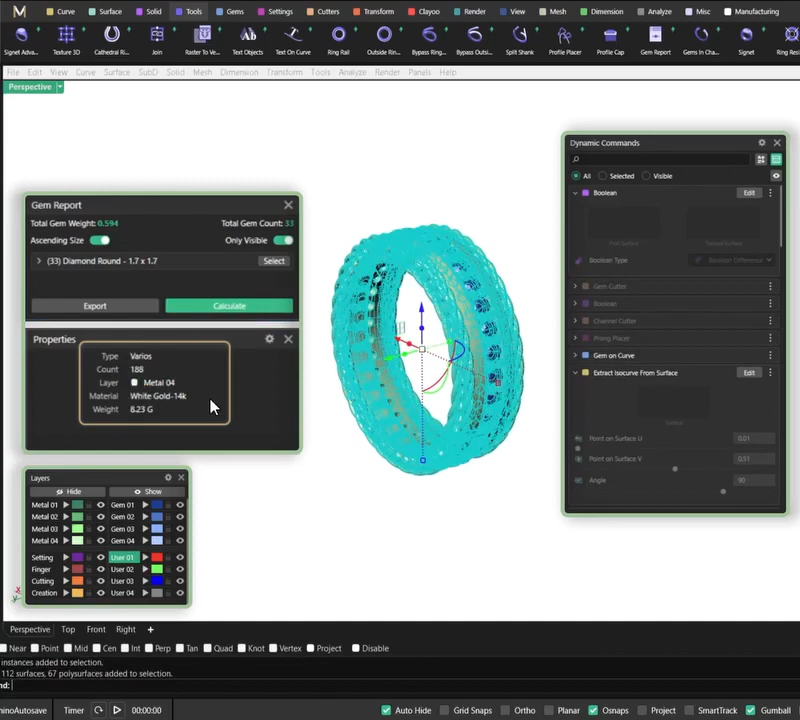 Curve Surface Solid Tools Gems Settings Cutters Transform Clayoo Render View Mesh Dimension Analyze Misc Manufacturing
Signet Adva... Texture 3D Cathedral Ri... Join Raster To Ve... Text Objects Text On Curve Ring Rail Outside Rin... Bypass Ring... Bypass Outsi... Split Shank Profile Placer Profile Cap Gem Report Gems In Cha... Signet Ring Res
File Edit View Curve Surface SubD Solid Mesh Dimension Transform Tools Analyze Render Panels Help
Perspective
Dynamic Commands
All Selected Visible
Boolean Edit
Boolean Type Boolean Difference
Gem Cutter
Boolean
Channel Cutter
Prong Placer
Gem on Curve
Extract Isocurve From Surface Edit
Surface
Point on Surface U 0.01
Point on Surface V 0.51
Angle 90
Gem Report
Total Gem Weight: 0.594 Total Gem Count: 33
Ascending Size Only Visible
(33) Diamond Round - 1.7 x 1.7 Select
Export Calculate
Properties
Type Varios
Count 188
Layer Metal 04
Material White Gold-14k
Weight 8.23 G
Layers
Hide Show
Metal 01 Gem 01
Metal 02 Gem 02
Metal 03 Gem 03
Metal 04 Gem 04
Setting User 01
Finger User 02
Cutting User 03
Creation User 04
x
y
Perspective Top Front Right
Near Point Mid Cen Int Perp Tan Quad Knot Vertex Project Disable
instances added to selection.
112 surfaces, 67 polysurfaces added to selection.
nd:
hinoAutosave Timer 00:00:00 Auto Hide Grid Snaps Ortho Planar Osnaps Project SmartTrack Gumball